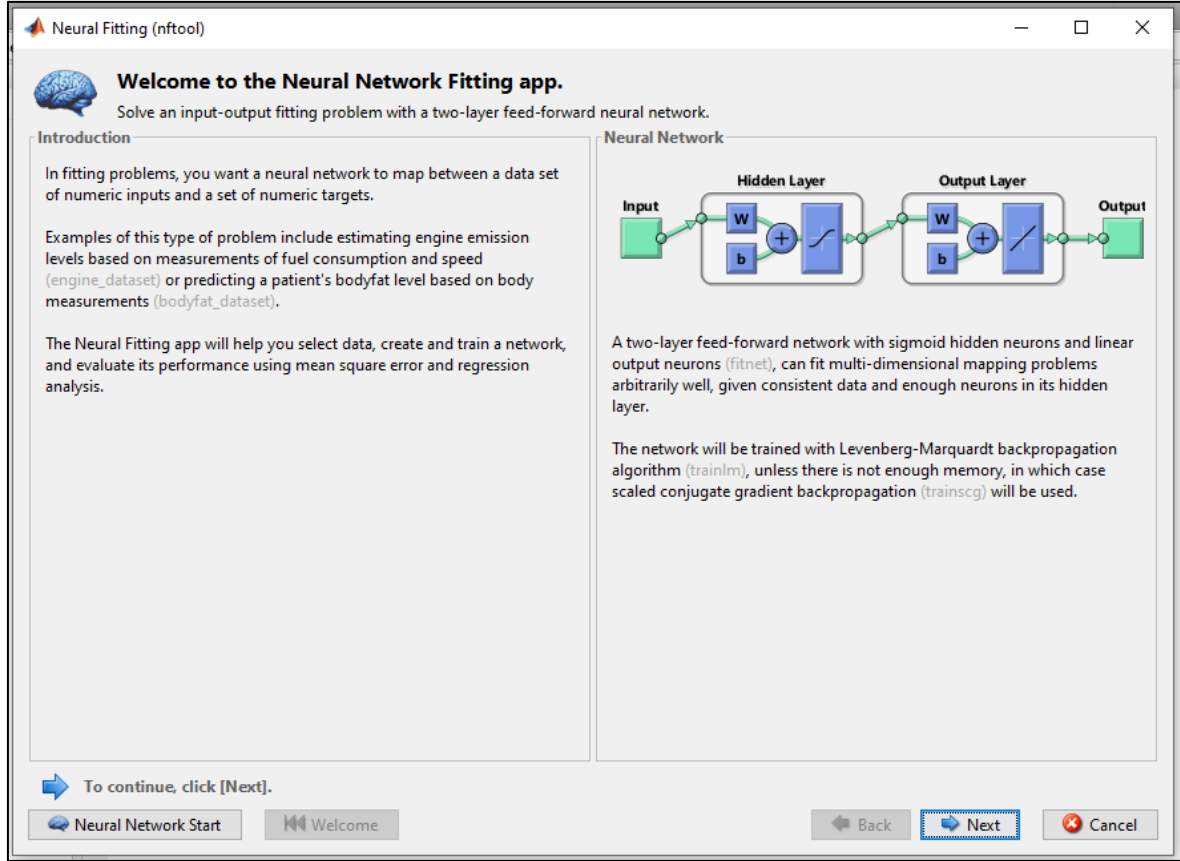 Neural Fitting (nftool)
Welcome to the Neural Network Fitting app.
Solve an input-output fitting problem with a two-layer feed-forward neural network.
Introduction
In fitting problems, you want a neural network to map between a data set
of numeric inputs and a set of numeric targets.
Examples of this type of problem include estimating engine emission
levels based on measurements of fuel consumption and speed
(engine_dataset) or predicting a patient's bodyfat level based on body
measurements (bodyfat_dataset).
The Neural Fitting app will help you select data, create and train a network,
and evaluate its performance using mean square error and regression
analysis.
Neural Network
Hidden Layer
Output Layer
Input
Output
W
W
+
+
b
b
A two-layer feed-forward network with sigmoid hidden neurons and linear
output neurons (fitnet), can fit multi-dimensional mapping problems
arbitrarily well, given consistent data and enough neurons in its hidden
layer.
The network will be trained with Levenberg-Marquardt backpropagation
algorithm (trainlm), unless there is not enough memory, in which case
scaled conjugate gradient backpropagation (trainscg) will be used.
To continue, click [Next].
Neural Network Start
Welcome
Back
Next
Cancel